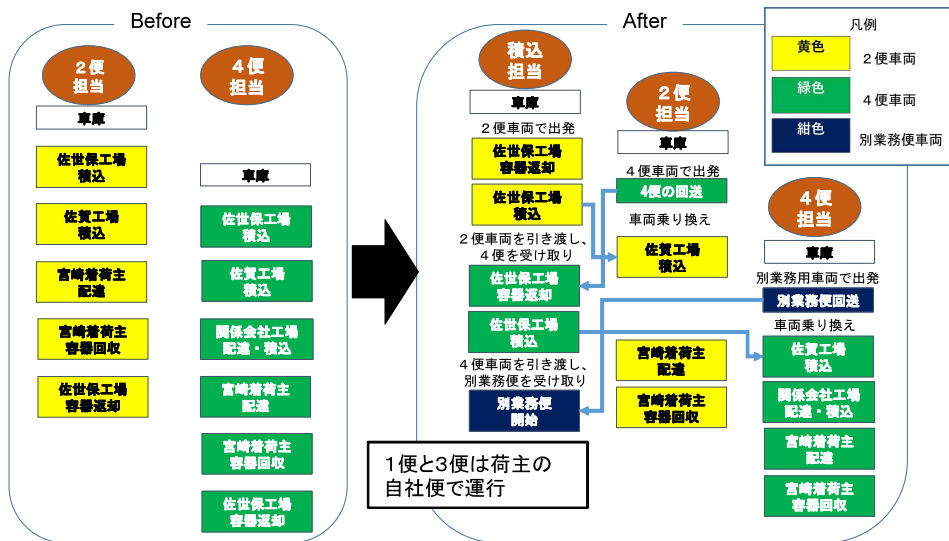 Before
2便
担当
車庫
佐世保工場
積込
佐賀工場
積込
宮崎着荷主
配達
宮崎着荷主
容器回収
佐世保工場
容器返却
4便
担当
車庫
佐世保工場
積込
佐賀工場
積込
関係会社工場
配達・積込
宮崎着荷主
配達
宮崎着荷主
容器回収
佐世保工場
容器返却
After
積込
担当
車庫
2便車両で出発
佐世保工場
容器返却
佐世保工場
積込
2便車両を引き渡し、
4便を受け取り
佐世保工場
容器返却
佐世保工場
積込
4便車両を引き渡し、
別業務便を受け取り
別業務便
開始
2便
担当
車庫
4便車両で出発
4便の回送
車両乗り換え
佐賀工場
積込
宮崎着荷主
配達
宮崎着荷主
容器回収
4便
担当
車庫
別業務用車両で出発
別業務便回送
車両乗り換え
佐賀工場
積込
関係会社工場
配達・積込
宮崎着荷主
配達
宮崎着荷主
容器回収
凡例
黄色
2便車両
緑色
4便車両
紺色
別業務便車両
1便と3便は荷主の
自社便で運行